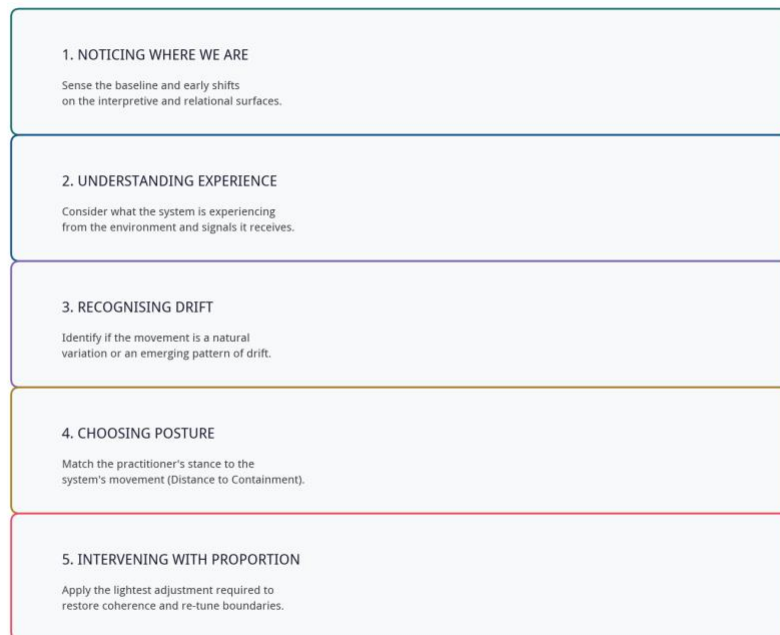 1. NOTICING WHERE WE ARE
Sense the baseline and early shifts
on the interpretive and relational surfaces.
2. UNDERSTANDING EXPERIENCE
Consider what the system is experiencing
from the environment and signals it receives.
3. RECOGNISING DRIFT
Identify if the movement is a natural
variation or an emerging pattern of drift.
4. CHOOSING POSTURE
Match the practitioner's stance to the
system's movement (Distance to Containment).
5. INTERVENING WITH PROPORTION
Apply the lightest adjustment required to
restore coherence and re-tune boundaries.